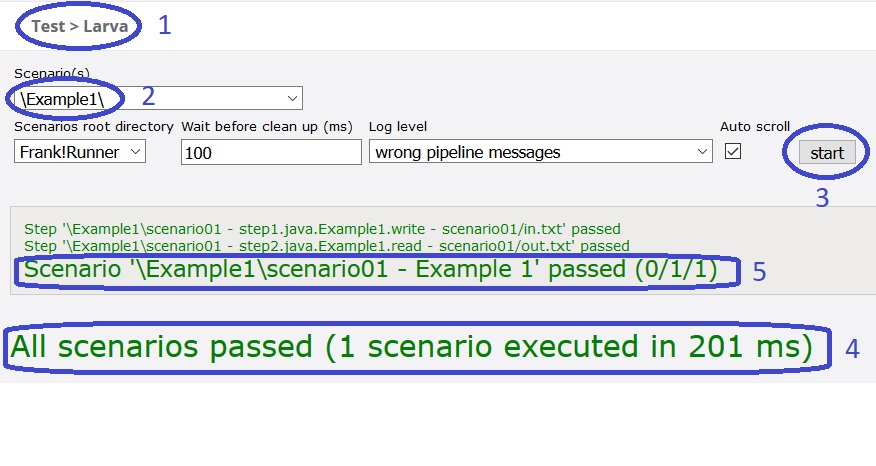 Test > Larva 1
Scenario(s)
\Example1\ 2
Scenarios root directory Wait before clean up (ms) Log level Auto scroll
Frank!Runner 100 wrong pipeline messages start
3
Step '\Example1\scenario01 - step1.java.Example1.write - scenario01/in.txt' passed
Step '\Example1\scenario01 - step2.java.Example1.read - scenario01/out.txt' passed
Scenario '\Example1\scenario01 - Example 1' passed (0/1/1) 5
All scenarios passed (1 scenario executed in 201 ms) 4